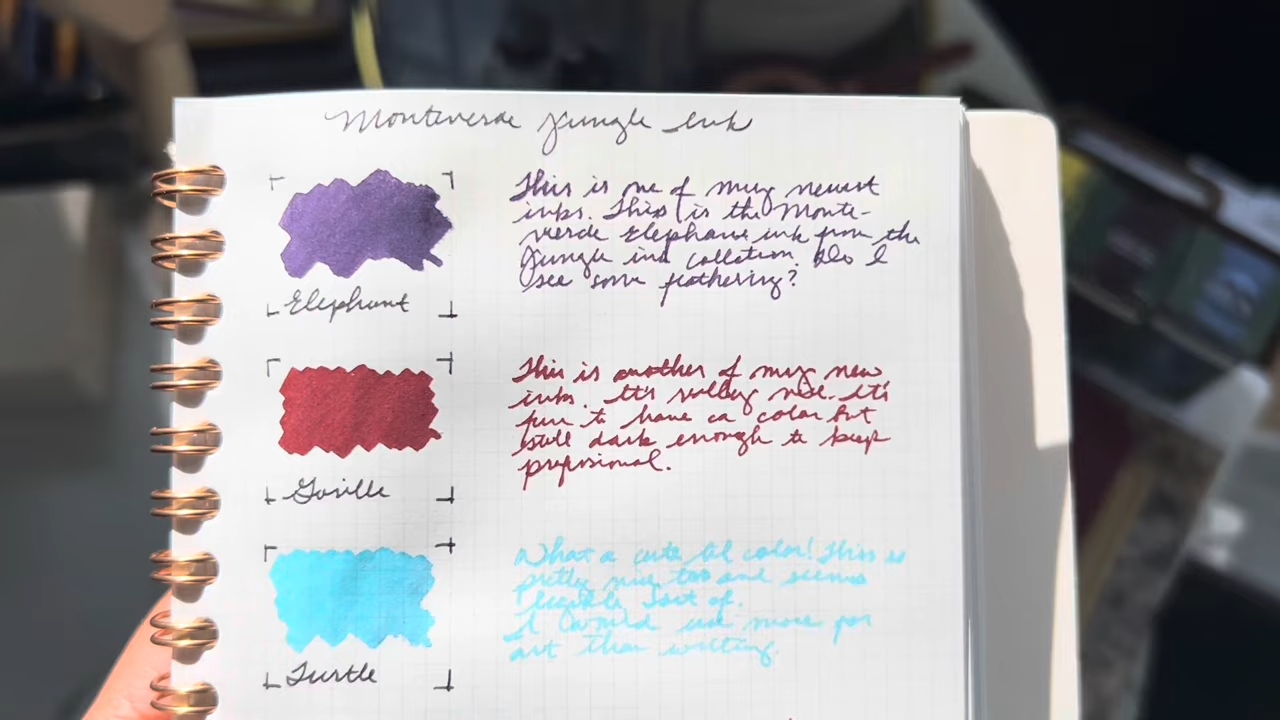 Monteverde Jungle Ink
This is one of my newest
inks. This is the Monte-
verde Elephant ink from the
Jungle ink collection. Do I
see some feathering?
Elephant
This is another of my new
inks. It's really nice. It's
fun to have a color but
still dark enough to keep
profesional.
Gorilla
What a cute lil color! This is
pretty nice too and seems
legible sort of.
I would use more for
art than writing.
Turtle